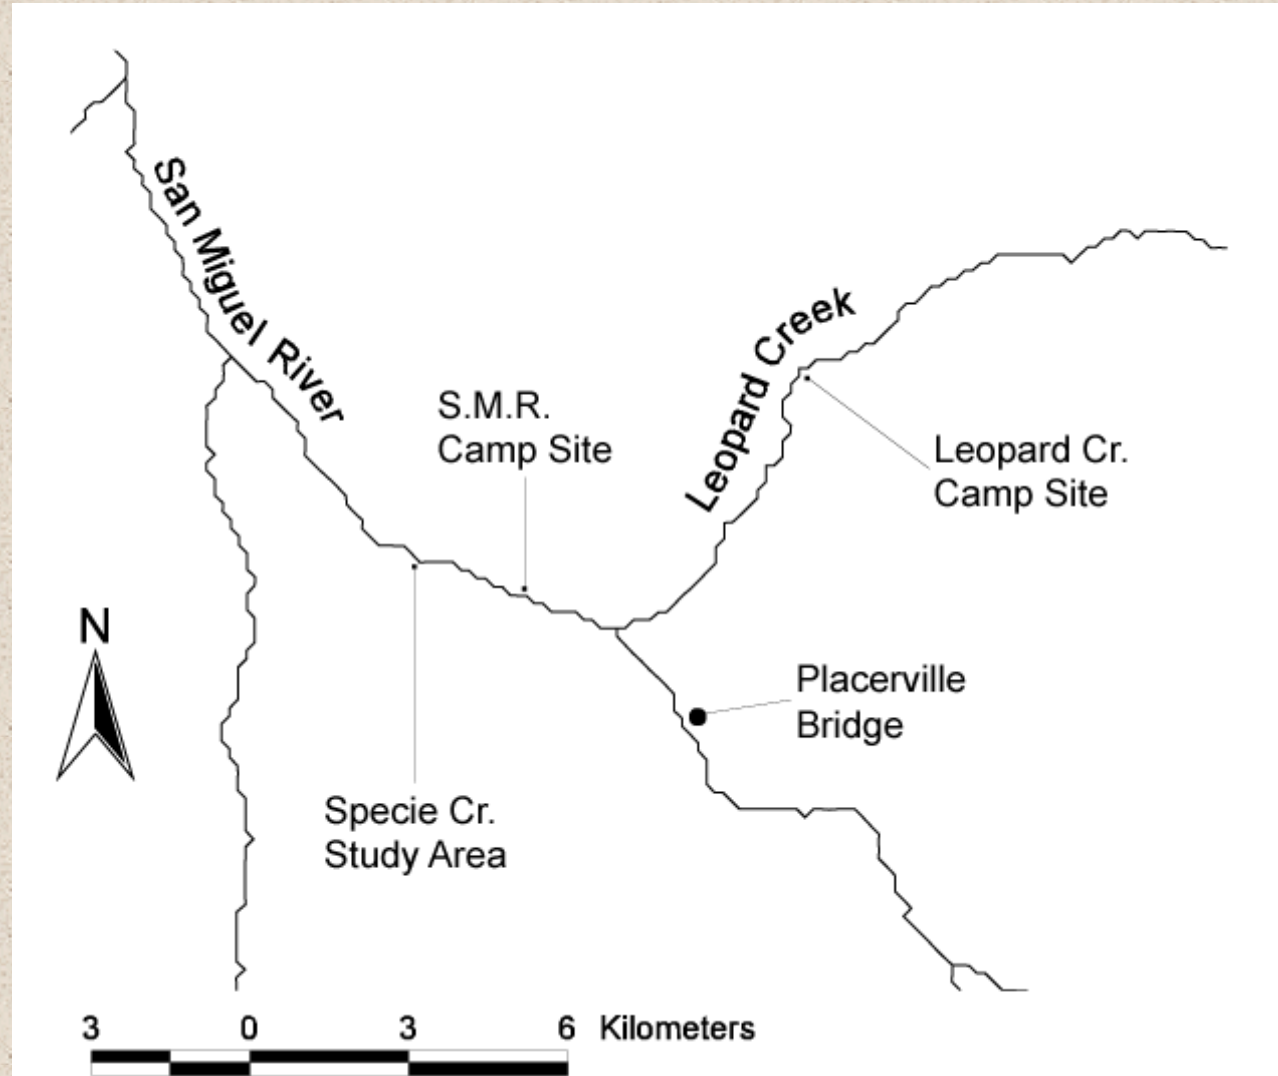 San Miguel River
S.M.R.
Camp Site
Leopard Creek
Leopard Cr.
Camp Site
N
Placerville
Bridge
Specie Cr.
Study Area
3 0 3 6 Kilometers